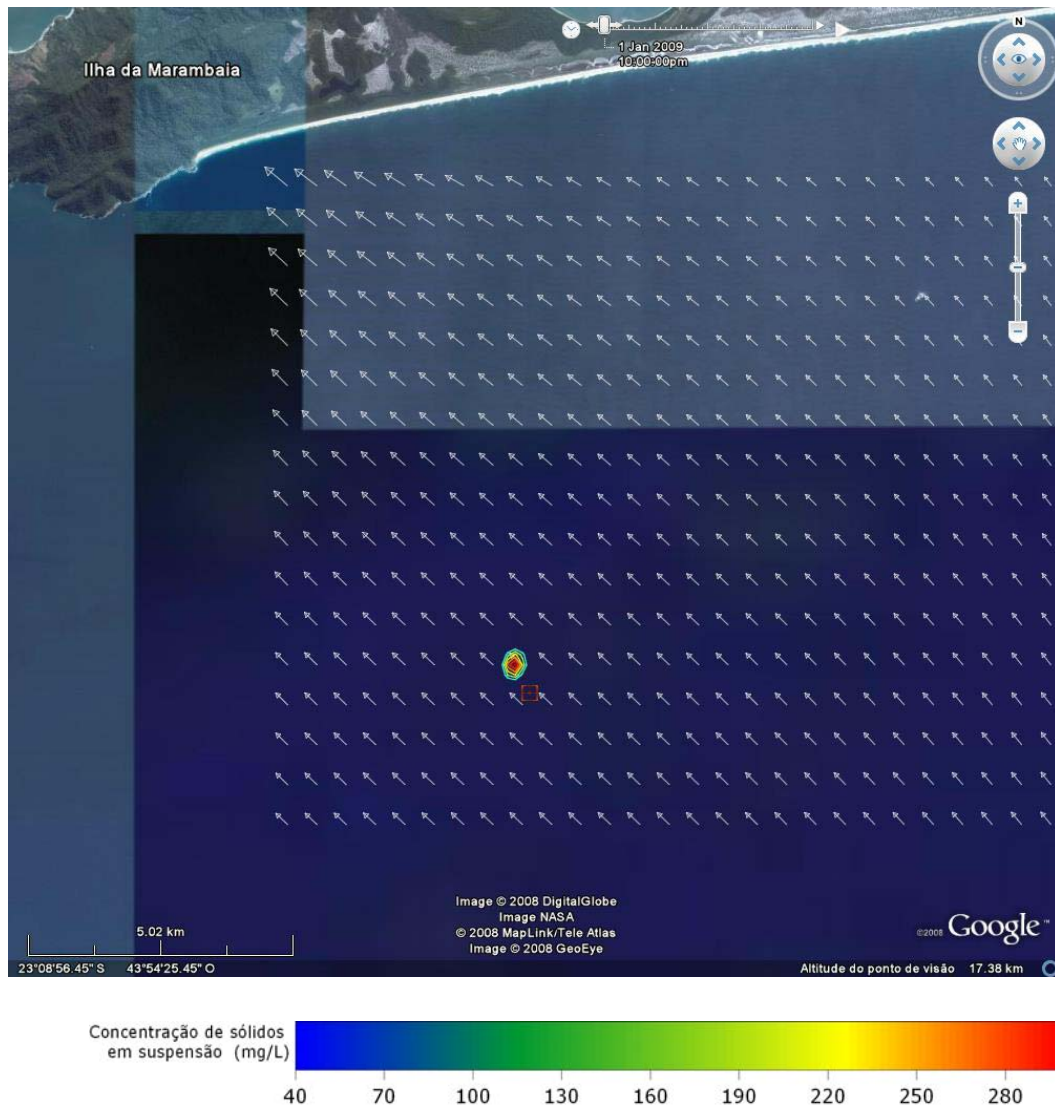 1 Jan 2009
10:00:00pm
N
Ilha da Marambaia
Image © 2008 DigitalGlobe
Image NASA
© 2008 MapLink/Tele Atlas
Image © 2008 GeoEye
©2008 Google™
5.02 km
23°08'56.45" S 43°54'25.45" O
Altitude do ponto de visão 17.38 km
Concentração de sólidos
em suspensão (mg/L)
40 70 100 130 160 190 220 250 280